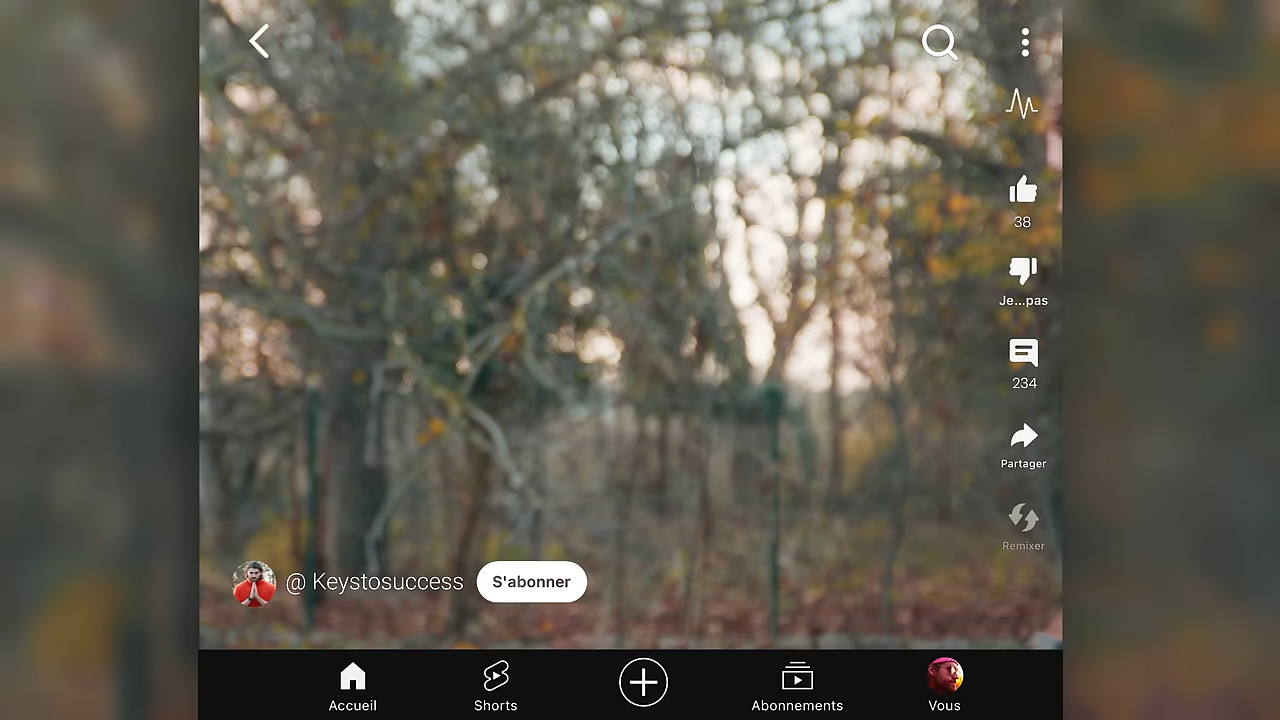 38
Je...pas
234
Partager
Remixer
@ Keystosuccess S'abonner
Accueil Shorts Abonnements Vous